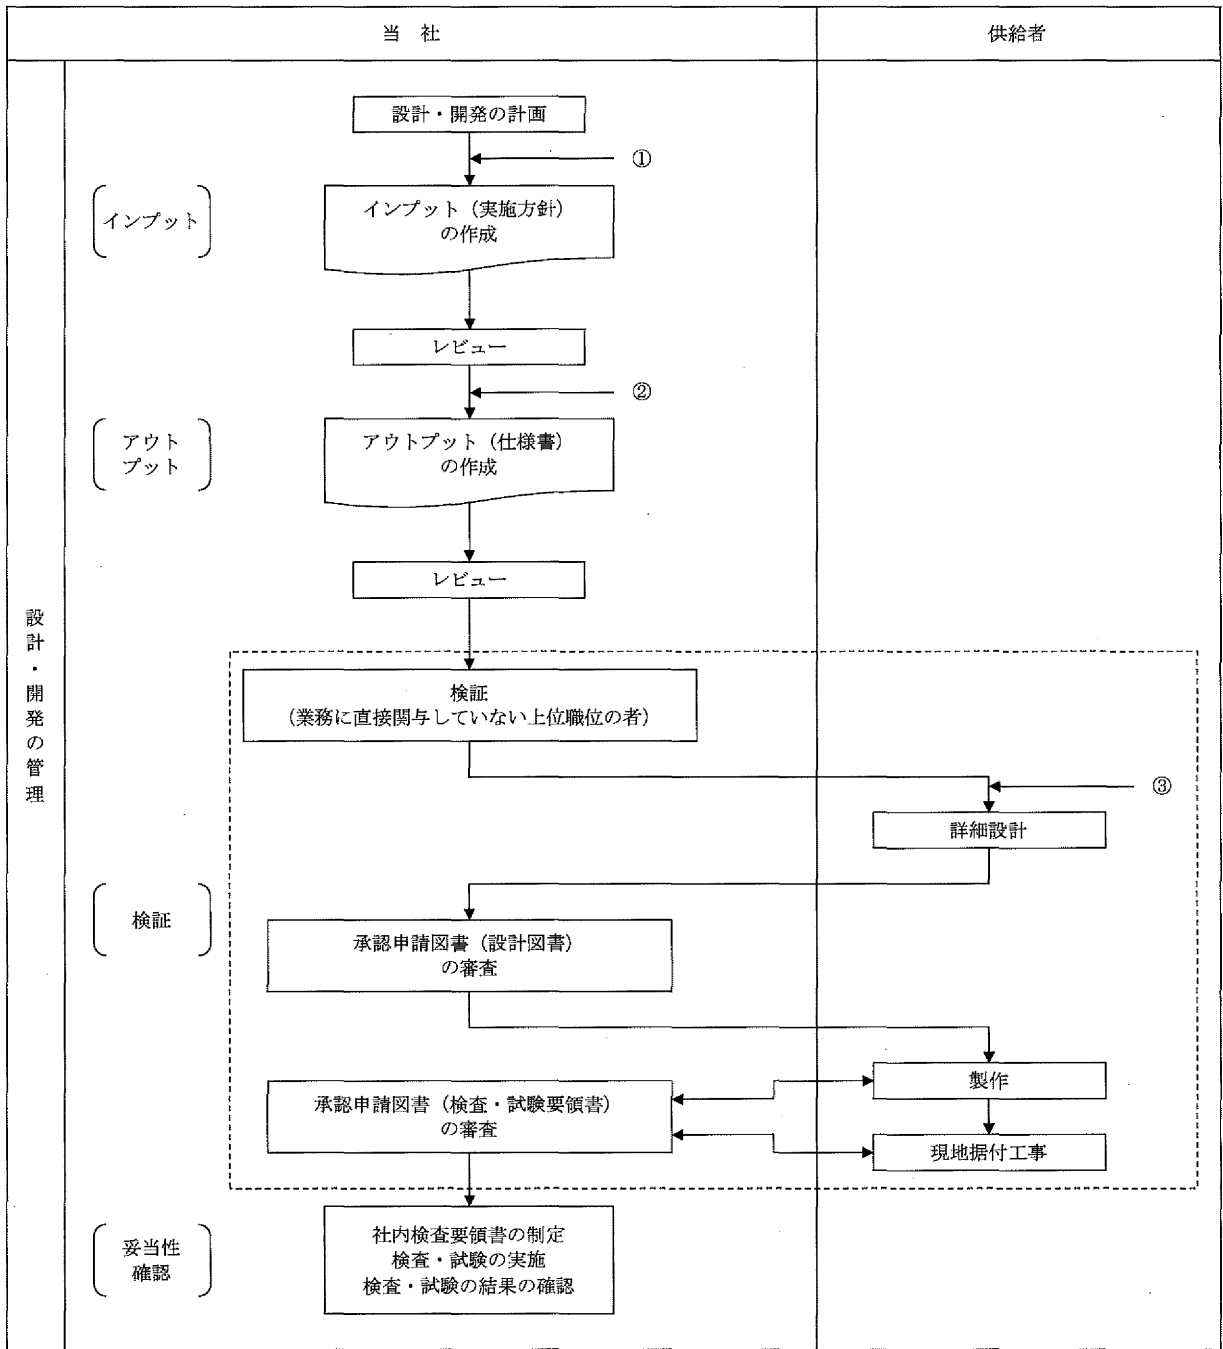 当 社
供給者
設計・開発の計画
①
インプット
インプット（実施方針）
の作成
レビュー
②
アウト
プット
アウトプット（仕様書）
の作成
レビュー
設計・開発の管理
検証
（業務に直接関与していない上位職位の者）
③
詳細設計
検証
承認申請図書（設計図書）
の審査
製作
承認申請図書（検査・試験要領書）
の審査
現地据付工事
妥当性
確認
社内検査要領書の制定
検査・試験の実施
検査・試験の結果の確認